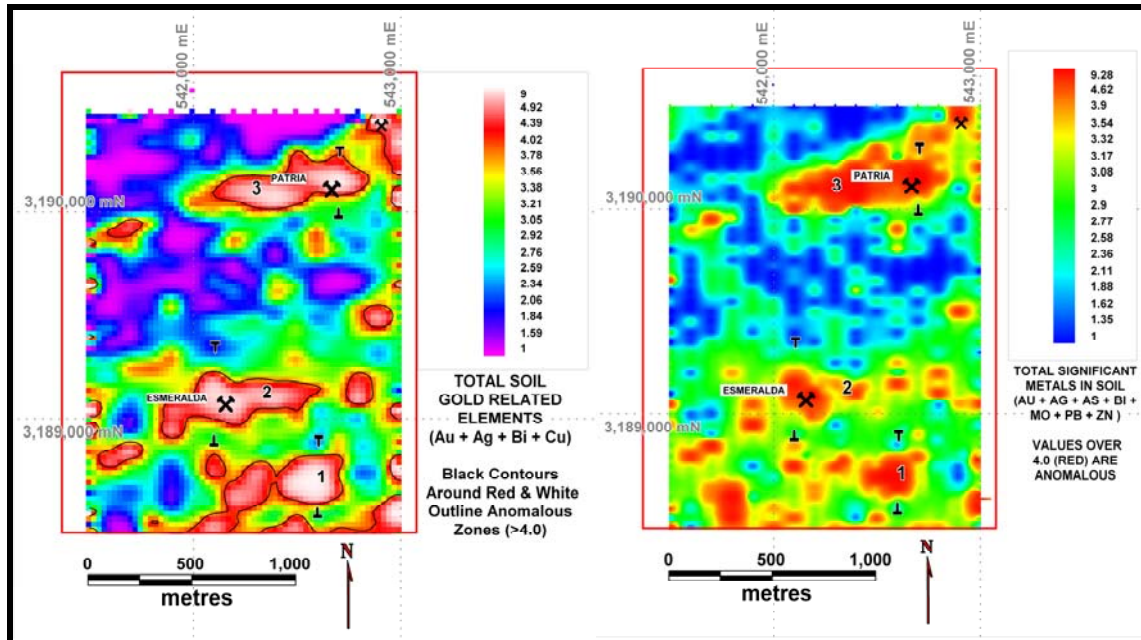 542,000 mE
543,000 mE
PATRIA
3
3,190,000 mN
ESMERALDA
2
3,189,000 mN
1
0 500 1,000
metres
N
9
4.92
4.39
4.02
3.78
3.56
3.38
3.21
3.05
2.92
2.76
2.59
2.34
2.06
1.84
1.59
1
TOTAL SOIL
GOLD RELATED
ELEMENTS
(Au + Ag + Bi + Cu)
Black Contours
Around Red & White
Outline Anomalous
Zones (>4.0)
542,000 mE
543,000 mE
PATRIA
3
3,190,000 mN
ESMERALDA
2
3,189,000 mN
1
0 500 1,000
metres
N
9.28
4.62
3.9
3.54
3.32
3.17
3.08
3
2.9
2.77
2.58
2.36
2.11
1.88
1.62
1.35
1
TOTAL SIGNIFICANT
METALS IN SOIL
(AU + AG + AS + BI +
MO + PB + ZN )
VALUES OVER
4.0 (RED) ARE
ANOMALOUS